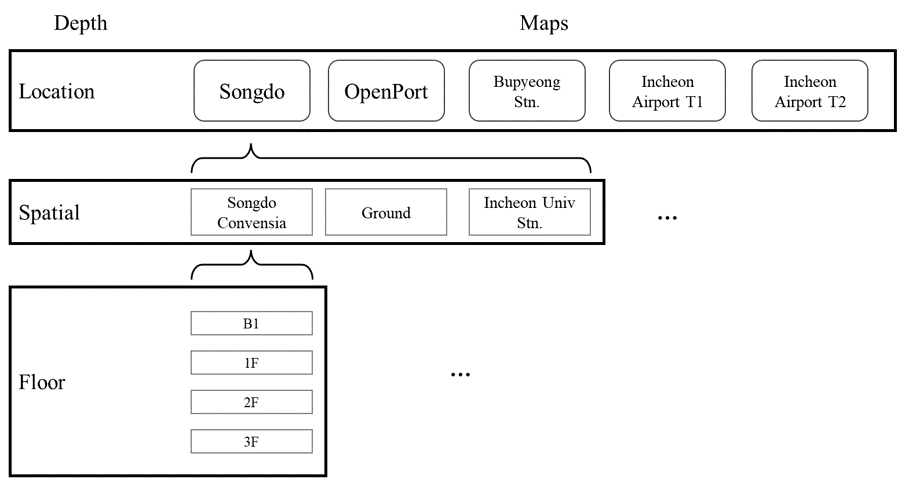 Depth Maps
Location Songdo OpenPort Bupyeong Stn. Incheon Airport T1 Incheon Airport T2
Spatial Songdo Convensia Ground Incheon Univ Stn. ...
B1
1F
Floor ...
2F
3F